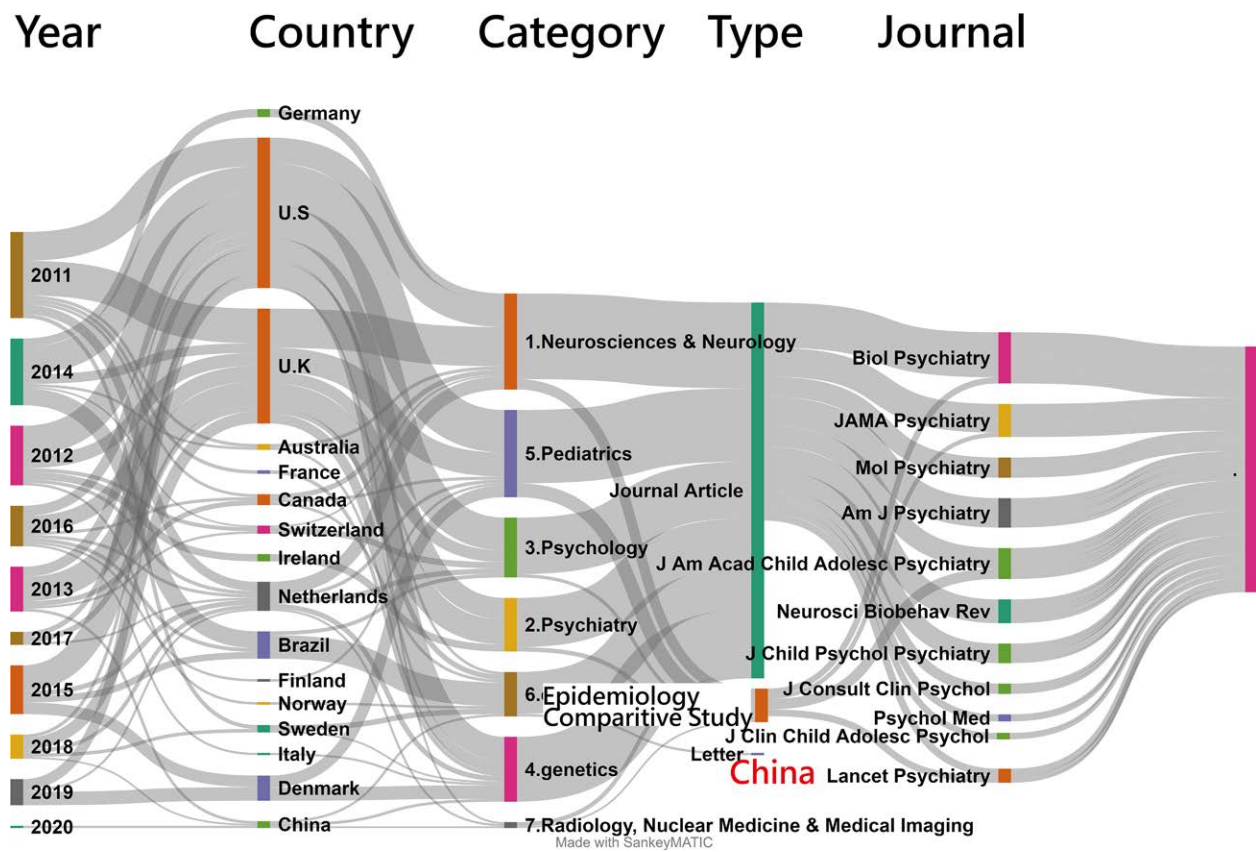 Year Country Category Type Journal
Germany
U.S
2011
1.Neurosciences & Neurology
Biol Psychiatry
U.K
2014
JAMA Psychiatry
2012
Australia
5.Pediatrics
Mol Psychiatry
France
Journal Article
Canada
Am J Psychiatry
2016
Switzerland
3.Psychology
Ireland
J Am Acad Child Adolesc Psychiatry
2013
Netherlands
Neurosci Biobehav Rev
2017
Brazil
2.Psychiatry
J Child Psychol Psychiatry
2015
Finland
J Consult Clin Psychol
6.
Epidemiology
Norway
Comparitive Study
Psychol Med
Sweden
J Clin Child Adolesc Psychol
2018
Italy
Letter
4.genetics
China
Lancet Psychiatry
2019
Denmark
2020
China
7.Radiology, Nuclear Medicine & Medical Imaging
Made with SankeyMATIC